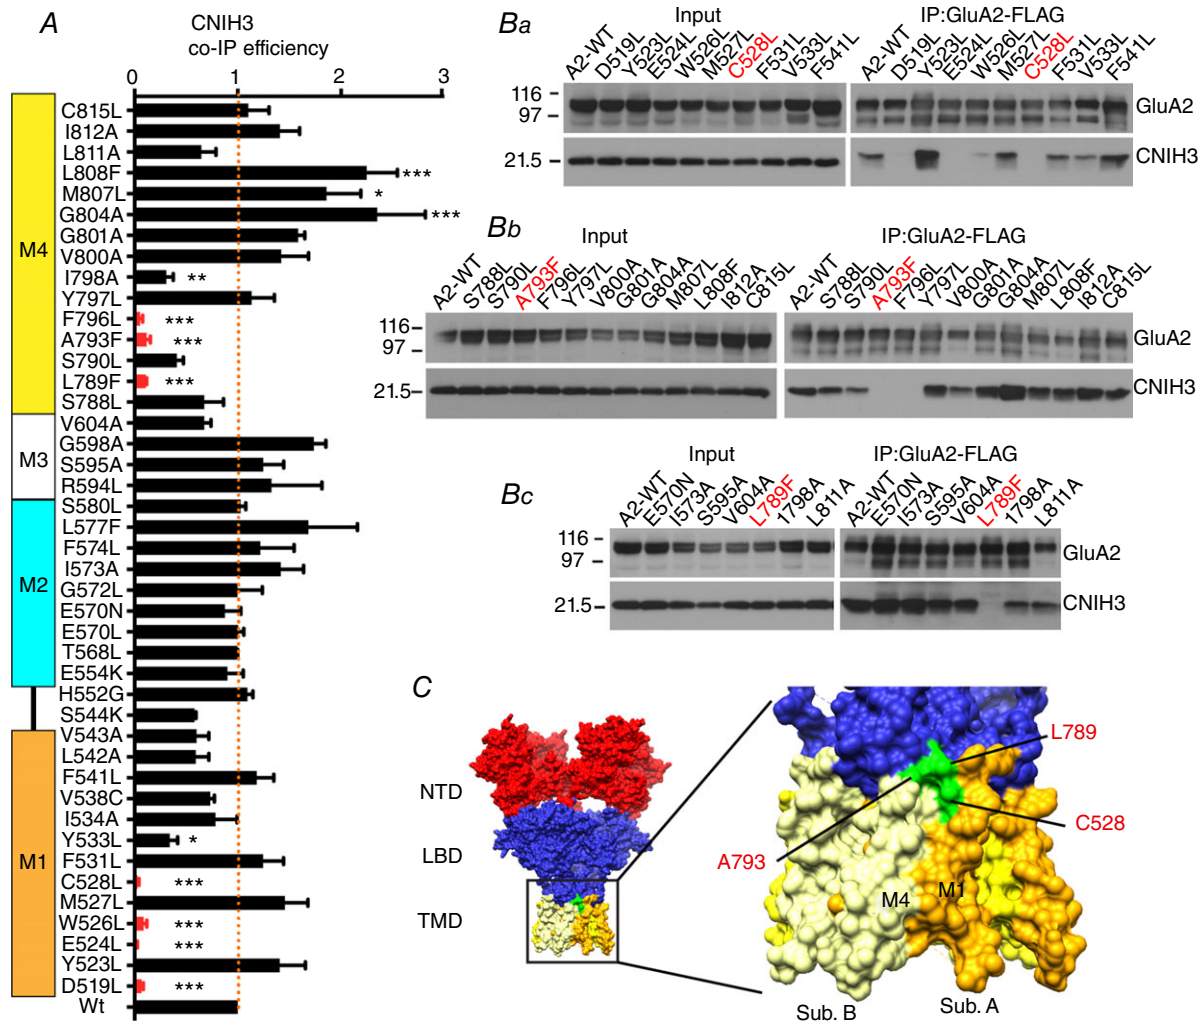 A
CNIH3
co-IP efficiency
0 1 2 3
M4
C815L
I812A
L811A
L808F ***
M807L *
G804A ***
G801A
V800A
I798A **
Y797L
F796L ***
A793F ***
S790L
L789F ***
S788L
M3
V604A
G598A
S595A
R594L
M2
S580L
L577F
F574L
I573A
G572L
E570N
E570L
T568L
E554K
H552G
S544K
M1
V543A
L542A
F541L
V538C
I534A
Y533L *
F531L
C528L ***
M527L
W526L ***
E524L ***
Y523L
D519L ***
Wt
Ba
Input IP:GluA2-FLAG
A2-WT D519L Y523L E524L W526L M527L C528L F531L V533L F541L A2-WT D519L Y523L E524L W526L M527L C528L F531L V533L F541L
116 GluA2
97
21.5 CNIH3
Bb
Input IP:GluA2-FLAG
A2-WT S788L S790L A793F F796L Y797L V800A G801A G804A M807L L808F I812A C815L A2-WT S788L S790L A793F F796L Y797L V800A G801A G804A M807L L808F I812A C815L
116 GluA2
97
21.5 CNIH3
Bc
Input IP:GluA2-FLAG
A2-WT E570N I573A S595A V604A L789F 1798A L811A A2-WT E570N I573A S595A V604A L789F 1798A L811A
116 GluA2
97
21.5 CNIH3
C
NTD
LBD
TMD
L789
C528
A793
M4 M1
Sub. B Sub. A